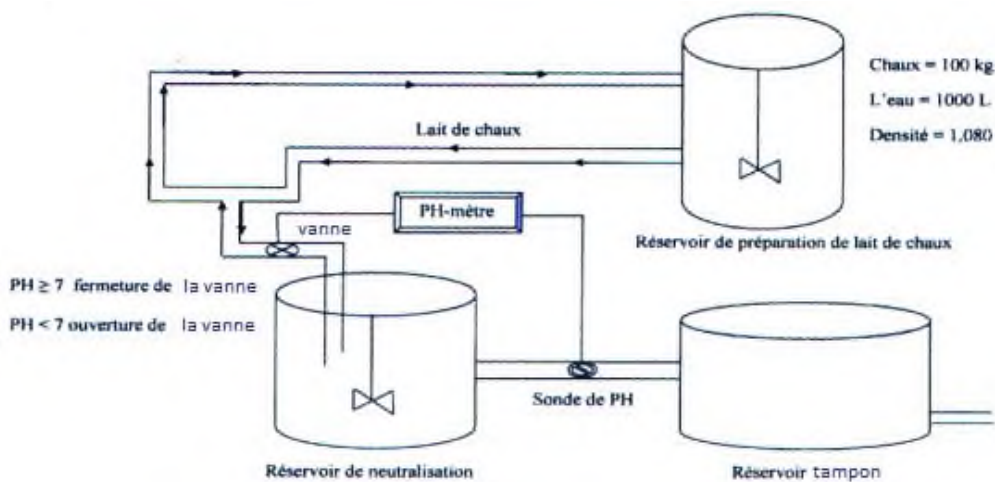 Chaux = 100 kg
L'eau = 1000 L
Densité = 1,080
Lait de chaux
PH-mètre
vanne
Réservoir de préparation de lait de chaux
PH ≥ 7 fermeture de la vanne
PH < 7 ouverture de la vanne
Sonde de PH
Réservoir de neutralisation
Réservoir tampon